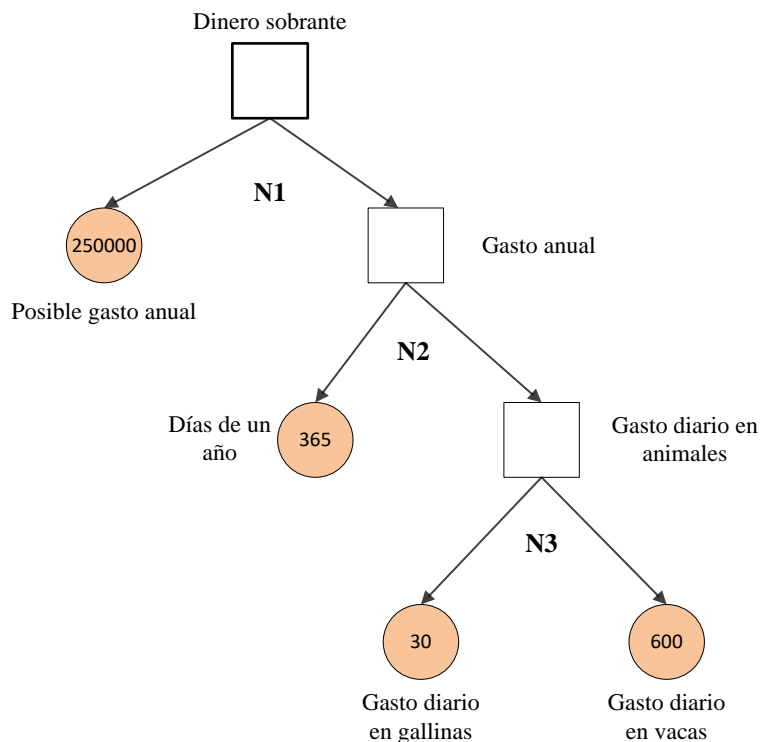 Dinero sobrante
N1
250000
Gasto anual
Posible gasto anual
N2
Días de un
año
365
Gasto diario en
animales
N3
30
600
Gasto diario
en gallinas
Gasto diario
en vacas